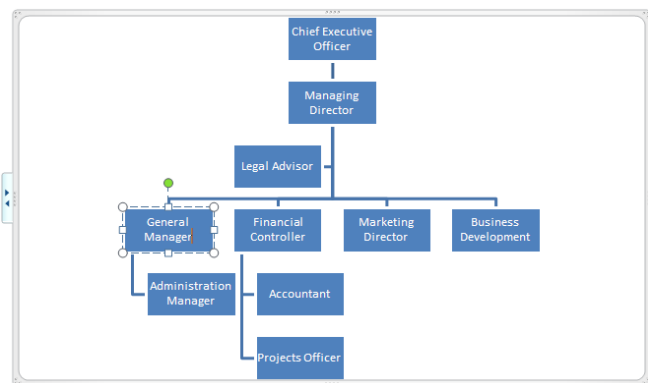 Chief Executive
Officer
Managing
Director
Legal Advisor
General
Manager
Financial
Controller
Marketing
Director
Business
Development
Administration
Manager
Accountant
Projects Officer